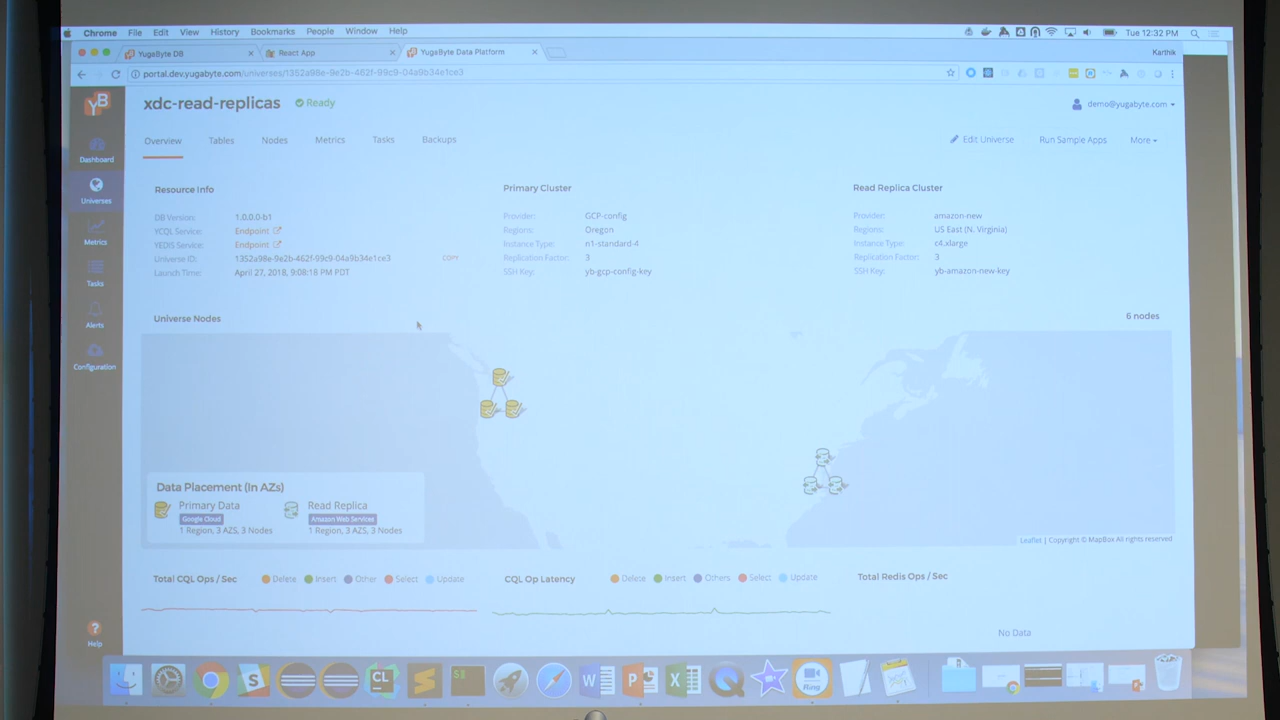 Chrome File Edit View History Bookmarks People Window Help Tue 12:32 PM
YugaByte DB React App YugaByte Data Platform Karthik
portal.dev.yugabyte.com/universes/1352a98e-9e2b-462f-99c9-04a9b34e1ce3
YB xdc-read-replicas Ready demo@yugabyte.com
Overview Tables Nodes Metrics Tasks Backups Edit Universe Run Sample Apps More
Dashboard
Universes
Metrics
Tasks
Alerts
Configuration
Help
Resource Info
DB Version: 1.0.0.0-b1
YCQL Service: Endpoint
YEDIS Service: Endpoint
Universe ID: 1352a98e-9e2b-462f-99c9-04a9b34e1ce3 COPY
Launch Time: April 27, 2018, 9:08:18 PM PDT
Primary Cluster
Provider: GCP-config
Regions: Oregon
Instance Type: n1-standard-4
Replication Factor: 3
SSH Key: yb-gcp-config-key
Read Replica Cluster
Provider: amazon-new
Regions: US East (N. Virginia)
Instance Type: c4.xlarge
Replication Factor: 3
SSH Key: yb-amazon-new-key
Universe Nodes 6 nodes
Data Placement (In AZs)
Primary Data
Google Cloud
1 Region, 3 AZS, 3 Nodes
Read Replica
Amazon Web Services
1 Region, 3 AZS, 3 Nodes
Leaflet | Copyright © MapBox All rights reserved
Total CQL Ops / Sec Delete Insert Other Select Update
CQL Op Latency Delete Insert Others Select Update
Total Redis Ops / Sec
No Data
CL
S
W
P
X
Ring